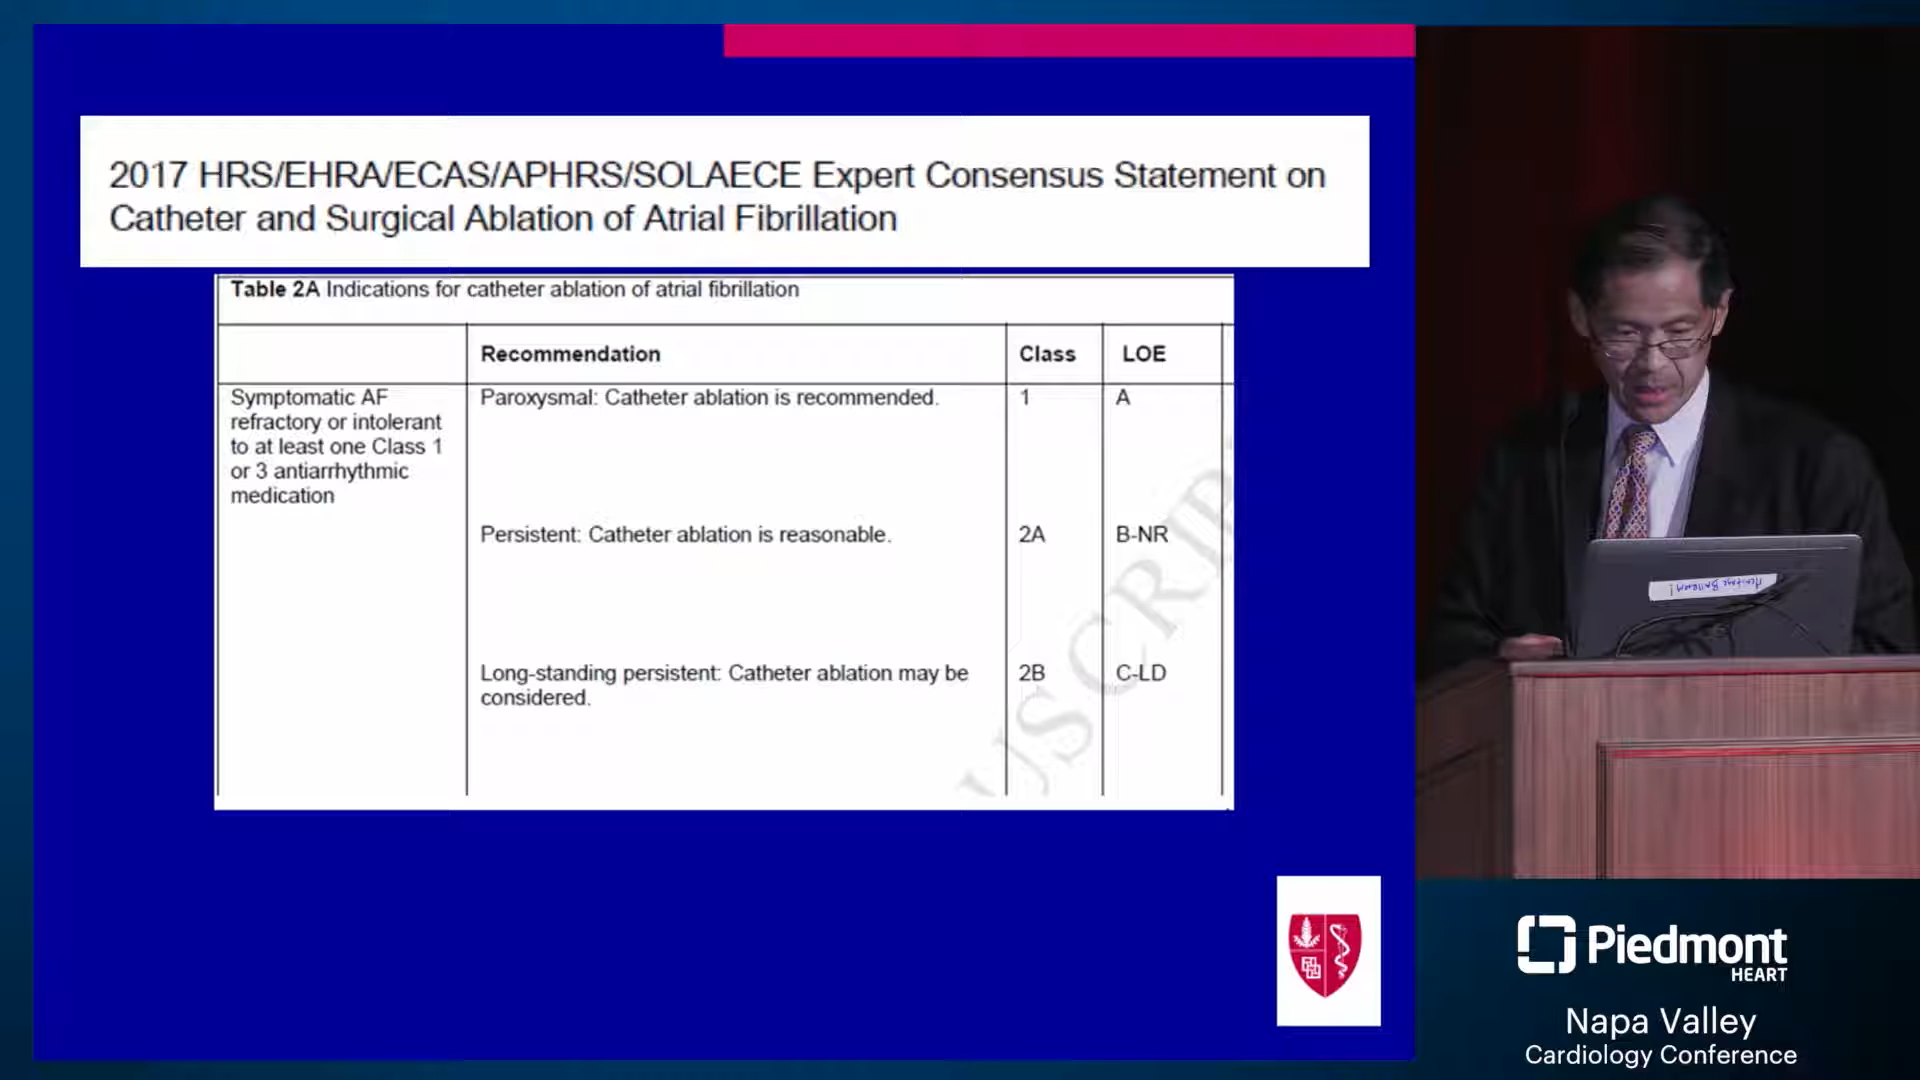 2017 HRS/EHRA/ECAS/APHRS/SOLAECE Expert Consensus Statement on
Catheter and Surgical Ablation of Atrial Fibrillation
Table 2A Indications for catheter ablation of atrial fibrillation
Recommendation Class LOE
Symptomatic AF
refractory or intolerant
to at least one Class 1
or 3 antiarrhythmic
medication
Paroxysmal: Catheter ablation is recommended. 1 A
Persistent: Catheter ablation is reasonable. 2A B-NR
Long-standing persistent: Catheter ablation may be
considered. 2B C-LD
Piedmont
HEART
Napa Valley
Cardiology Conference